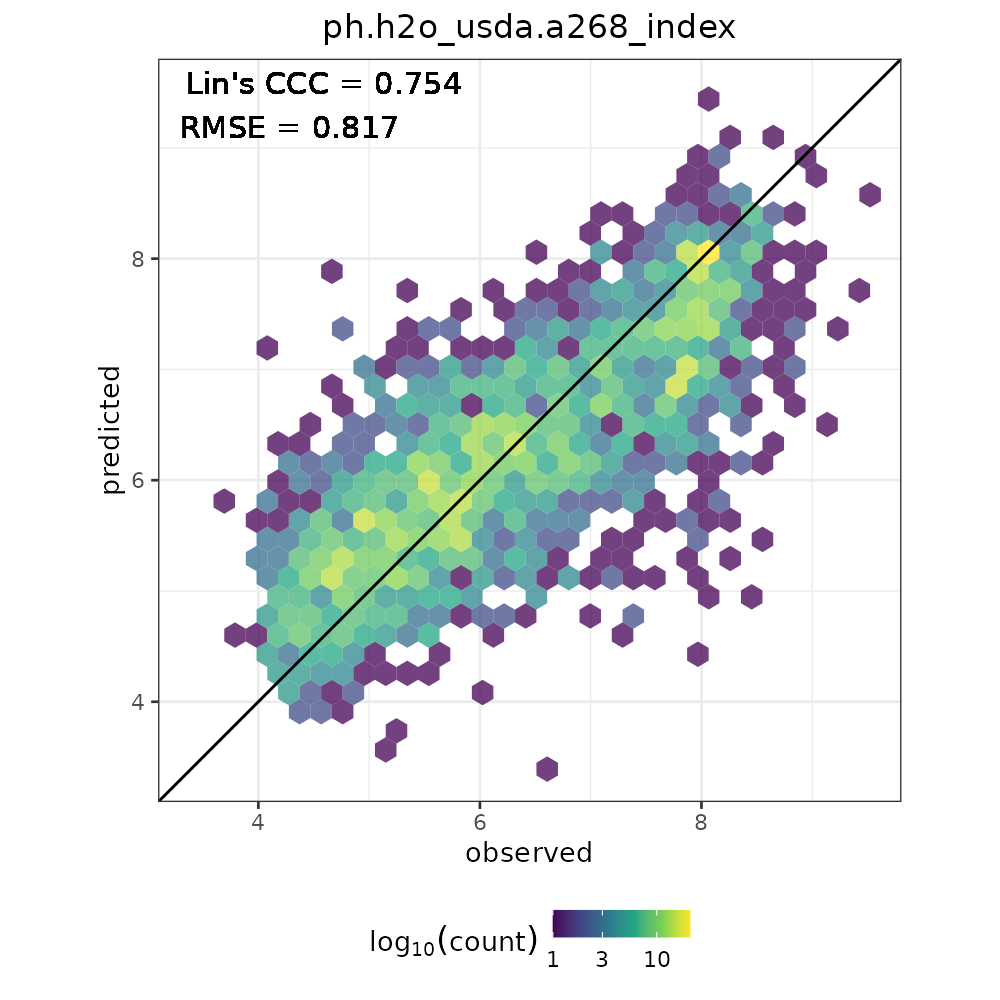 ph.h2o_usda.a268_index
Lin's CCC = 0.754
RMSE = 0.817
8
6
4
predicted
4 6 8
observed
log10(count)
1 3 10